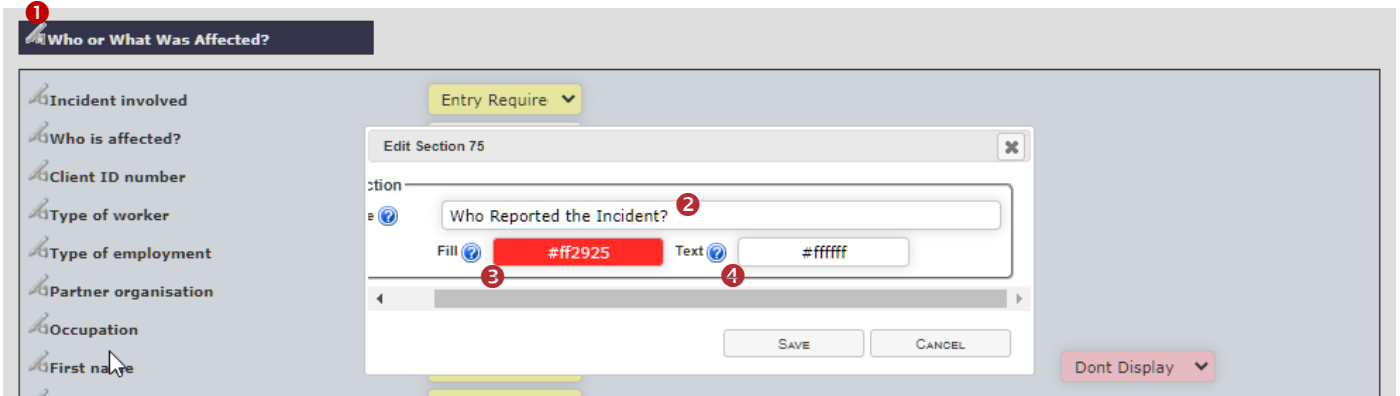 1
Who or What Was Affected?
Incident involved
Entry Require
Who is affected?
Edit Section 75
Client ID number
ction
Type of worker
e
Who Reported the Incident?
2
Type of employment
Fill
#ff2925
Text
#ffffff
3
4
Partner organisation
Occupation
SAVE
CANCEL
First name
Dont Display